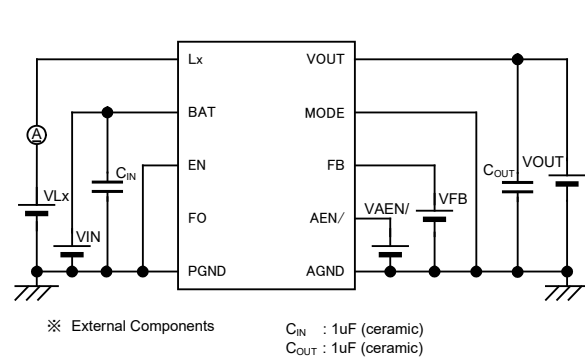 Lx VOUT
BAT MODE
EN FB
FO AEN/
PGND AGND
A
VLx
VIN
CIN
VAEN/
VFB
COUT
VOUT
※ External Components
CIN : 1uF (ceramic)
COUT : 1uF (ceramic)